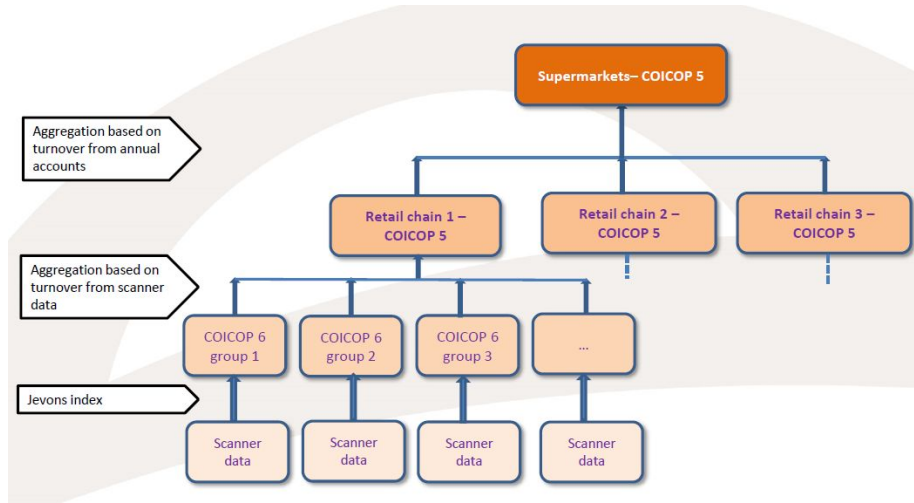 Supermarkets– COICOP 5
Aggregation based on
turnover from annual
accounts
Retail chain 1 –
COICOP 5
Retail chain 2 –
COICOP 5
Retail chain 3 –
COICOP 5
Aggregation based on
turnover from scanner
data
COICOP 6
group 1
COICOP 6
group 2
COICOP 6
group 3
...
Jevons index
Scanner
data
Scanner
data
Scanner
data
Scanner
data